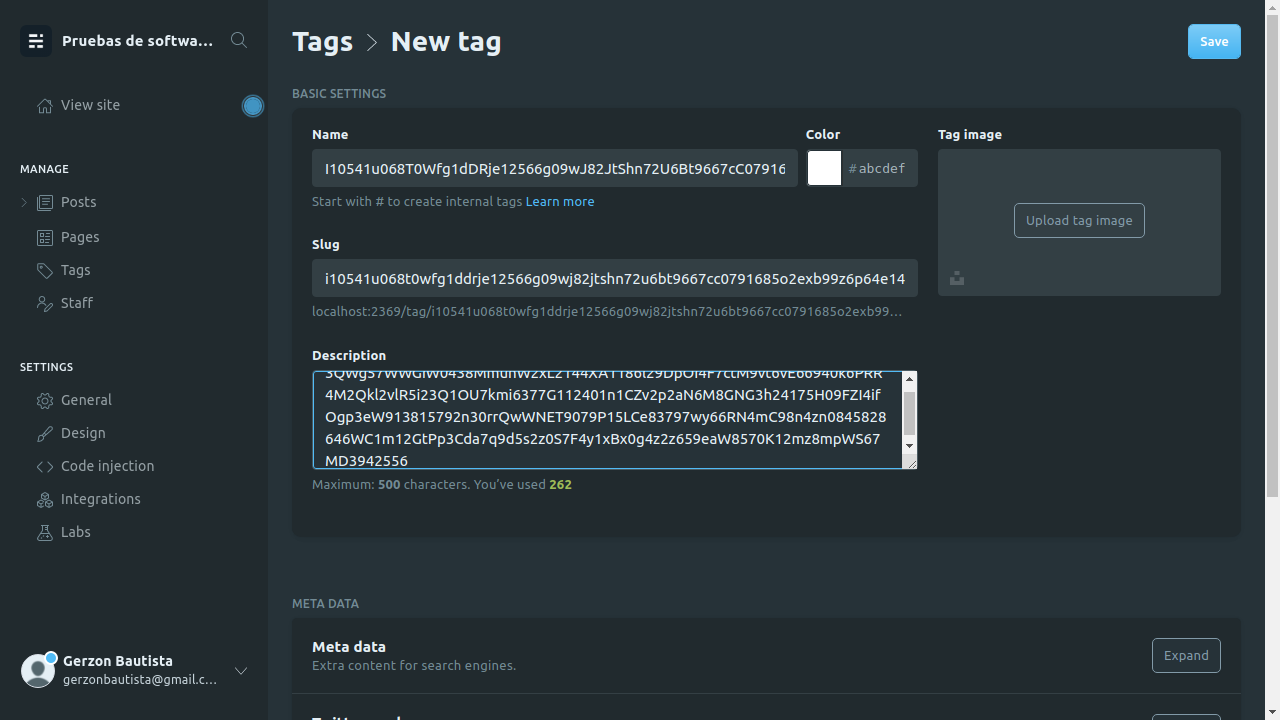 Pruebas de softwa...
View site
MANAGE
Posts
Pages
Tags
Staff
SETTINGS
General
Design
Code injection
Integrations
Labs
Gerzon Bautista
gerzonbautista@gmail.c...
Tags > New tag
Save
BASIC SETTINGS
Name
I10541u068T0Wfg1dDRje12566g09wJ82JtShn72U6Bt9667cC07916
Start with # to create internal tags Learn more
Color
#abcdef
Tag image
Upload tag image
Slug
i10541u068t0wfg1ddrje12566g09wj82jtshn72u6bt9667cc0791685o2exb99z6p64e14
localhost:2369/tag/i10541u068t0wfg1ddrje12566g09wj82jtshn72u6bt9667cc0791685o2exb99...
Description
4M2Qkl2vlR5i23Q1OU7kmi6377G112401n1CZv2p2aN6M8GNG3h24175H09FZI4if
Ogp3eW913815792n30rrQwWNET9079P15LCe83797wy66RN4mC98n4zn0845828
646WC1m12GtPp3Cda7q9d5s2z0S7F4y1xBx0g4z2z659eaW8570K12mz8mpWS67
MD3942556
Maximum: 500 characters. You've used 262
META DATA
Meta data
Extra content for search engines.
Expand